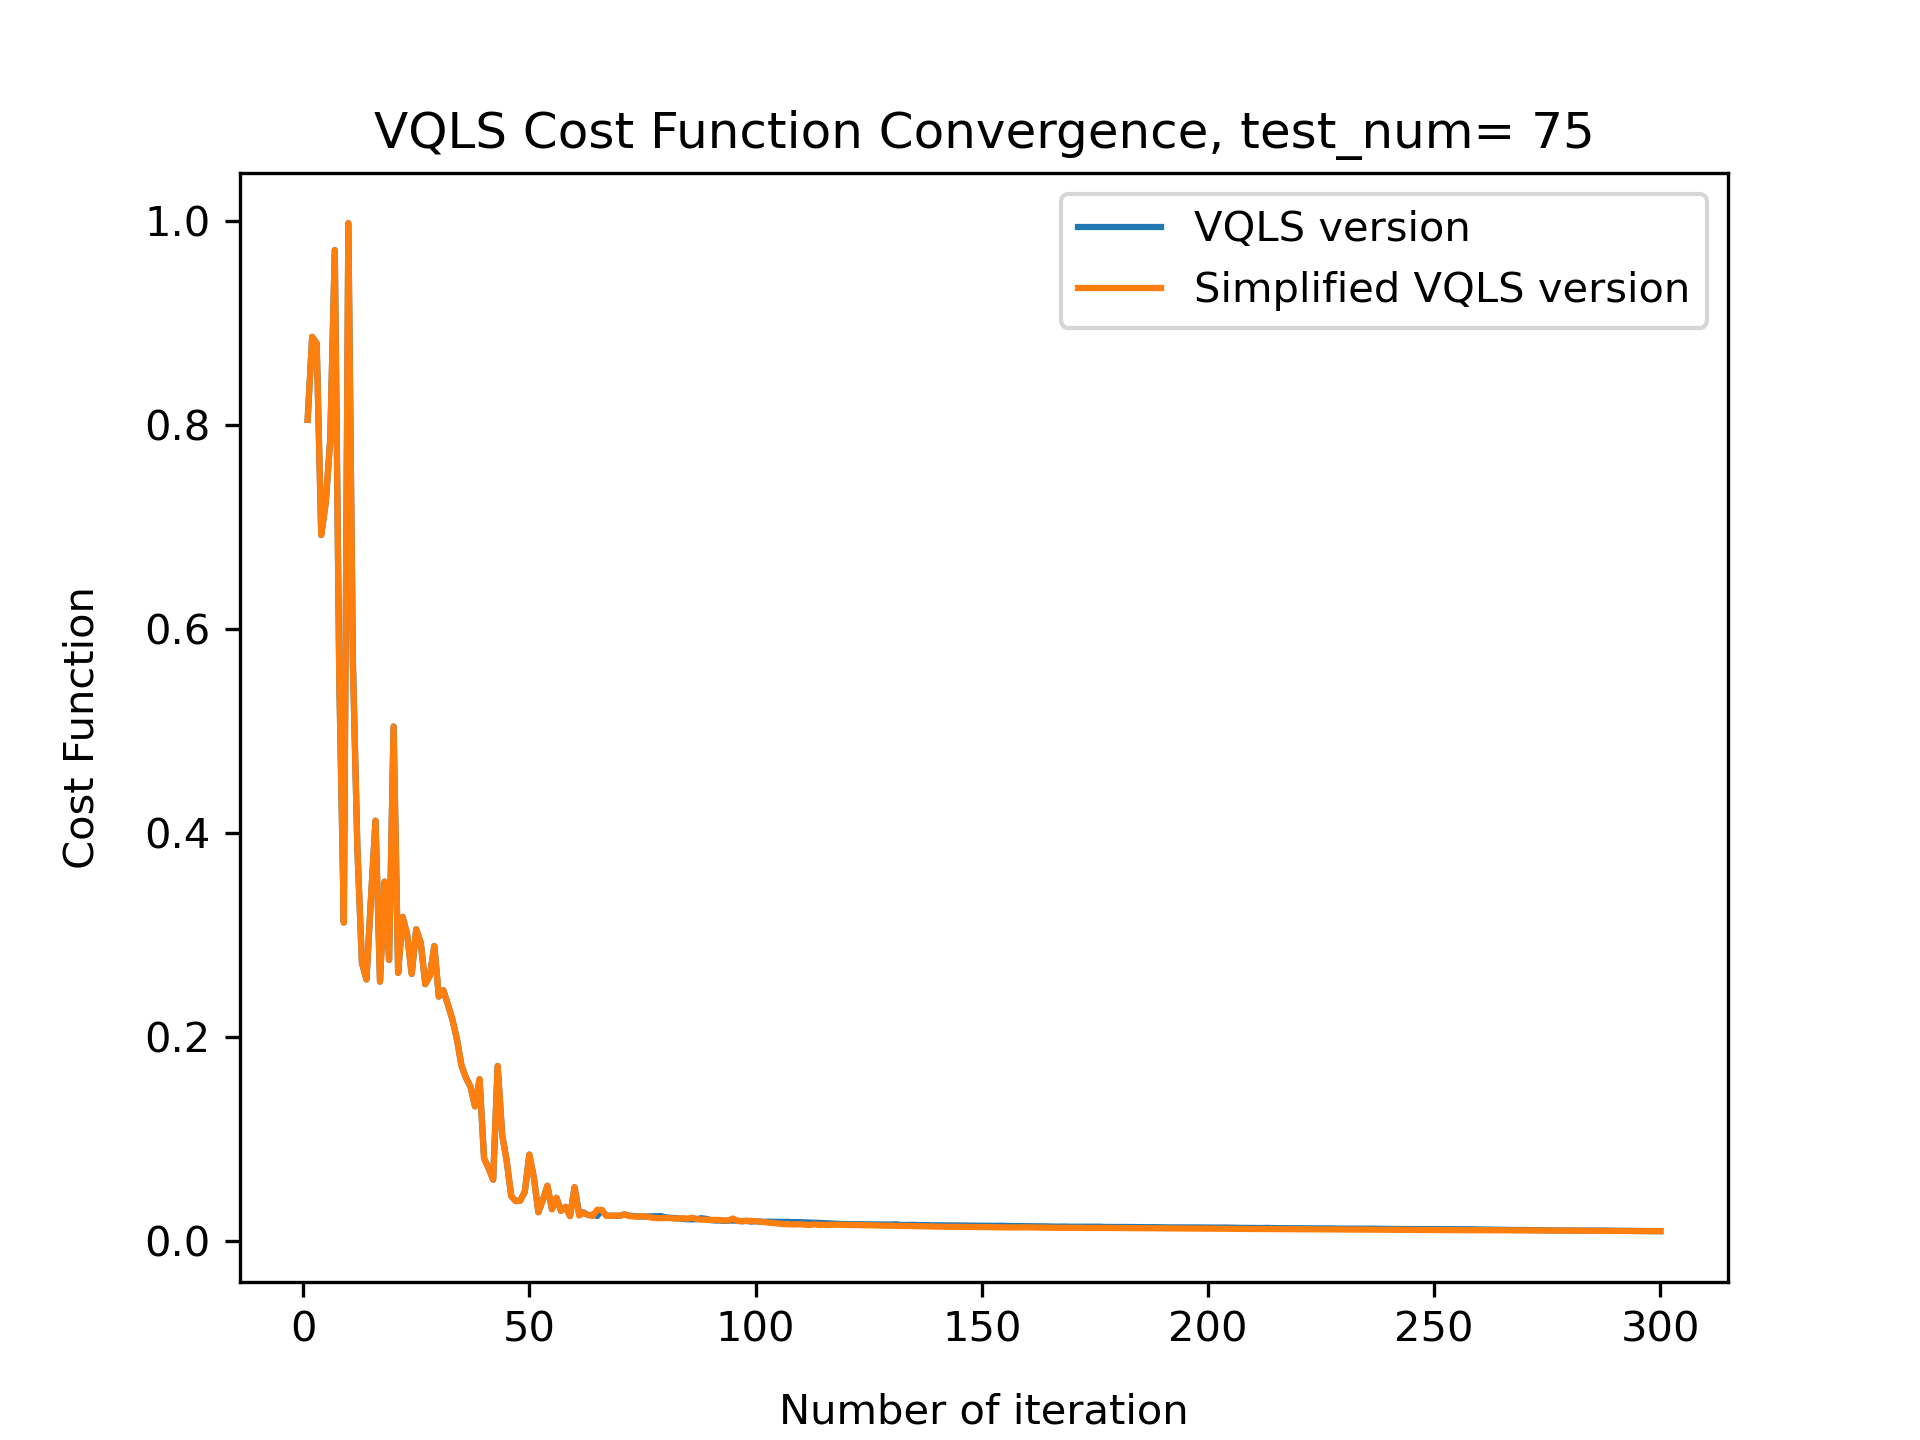 VQLS Cost Function Convergence, test_num= 75
VQLS version
Simplified VQLS version
1.0
0.8
0.6
0.4
0.2
0.0
Cost Function
0 50 100 150 200 250 300
Number of iteration